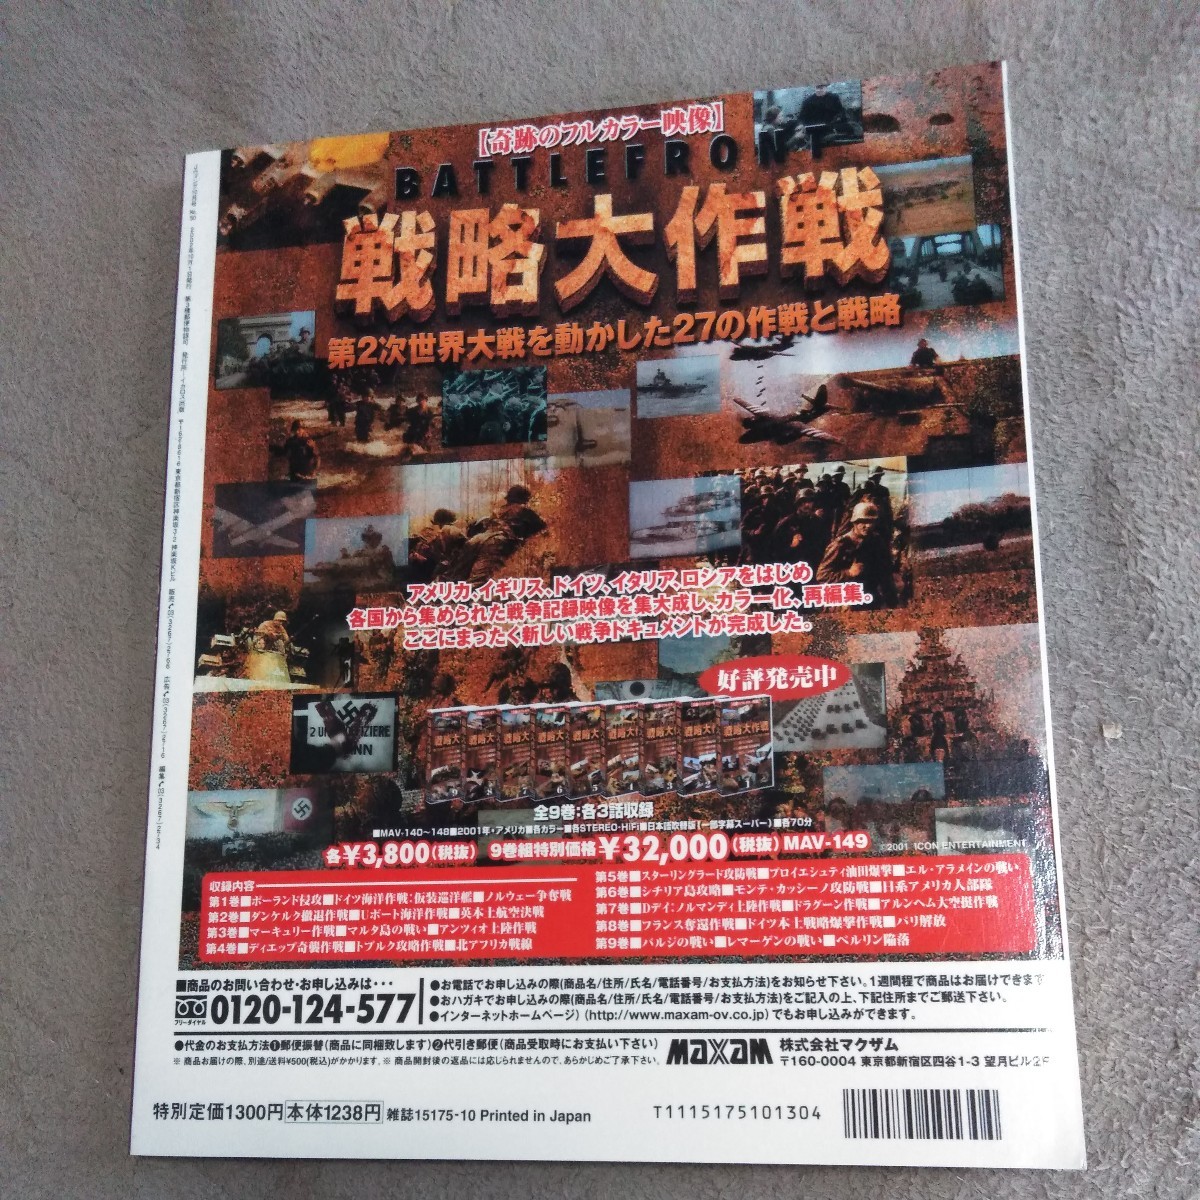 【奇跡のフルカラー映像】
BATTLEFRONT
戦略大作戦
第2次世界大戦を動かした27の作戦と戦略
アメリカ、イギリス、ドイツ、イタリア、ロシアをはじめ
各国から集められた戦争記録映像を集大成し、カラー化、再編集。
ここにまったく新しい戦争ドキュメントが完成した。
好評発売中
全9巻:各3話収録
■MAV-140～148■2001年・アメリカ■各カラー■各STEREO・HiFi■日本語吹替版(一部字幕スーパー)■各70分
各¥3,800(税抜) 9巻組特別価格¥32,000(税抜)MAV-149
©2001 ICON ENTERTAINMENT
収録内容
第1巻■ポーランド侵攻■ドイツ海洋作戦:仮装巡洋艦■ノルウェー争奪戦
第2巻■ダンケルク撤退作戦■Uボート海洋作戦■英本土航空決戦
第3巻■マーキュリー作戦■マルタ島の戦い■アンツィオ上陸作戦
第4巻■ディエップ奇襲作戦■トブルク攻略作戦■北アフリカ戦線
第5巻■スターリングラード攻防戦■プロイエシュティ油田爆撃■エル・アラメインの戦い
第6巻■シチリア島攻略■モンテ・カッシーノ攻防戦■日系アメリカ人部隊
第7巻■Dデイ:ノルマンディ上陸作戦■ドラグーン作戦■アルンヘム大空挺作戦
第8巻■フランス奪還作戦■ドイツ本土戦略爆撃作戦■パリ解放
第9巻■バルジの戦い■レマーゲンの戦い■ベルリン陥落
■商品のお問い合わせ・お申し込みは・・・
フリーダイヤル 0120-124-577
●お電話でお申し込みの際(商品名/住所/氏名/電話番号/お支払方法)をお知らせ下さい。1週間程で商品はお届けできます
●おハガキでお申し込みの際(商品名/住所/氏名/電話番号/お支払方法)をご記入の上、下記住所までご郵送下さい。
●インターネットホームページ)(http://www.maxam-ov.co.jp)でもお申し込みができます。
●代金のお支払方法❶郵便振替(商品に同梱致します)❷代引き郵便(商品受取時にお支払い下さい)
※ 商品お届けの際、別途/送料¥500(税込)がかかります。※ 商品開封後の返品には応じられませんので、あらかじめご了承下さい。
MAXAM 株式会社マクザム
〒160-0004 東京都新宿区四谷1-3 望月ビル2F
特別定価1300円 本体1238円 雑誌15175-10 Printed in Japan
T1115175101304